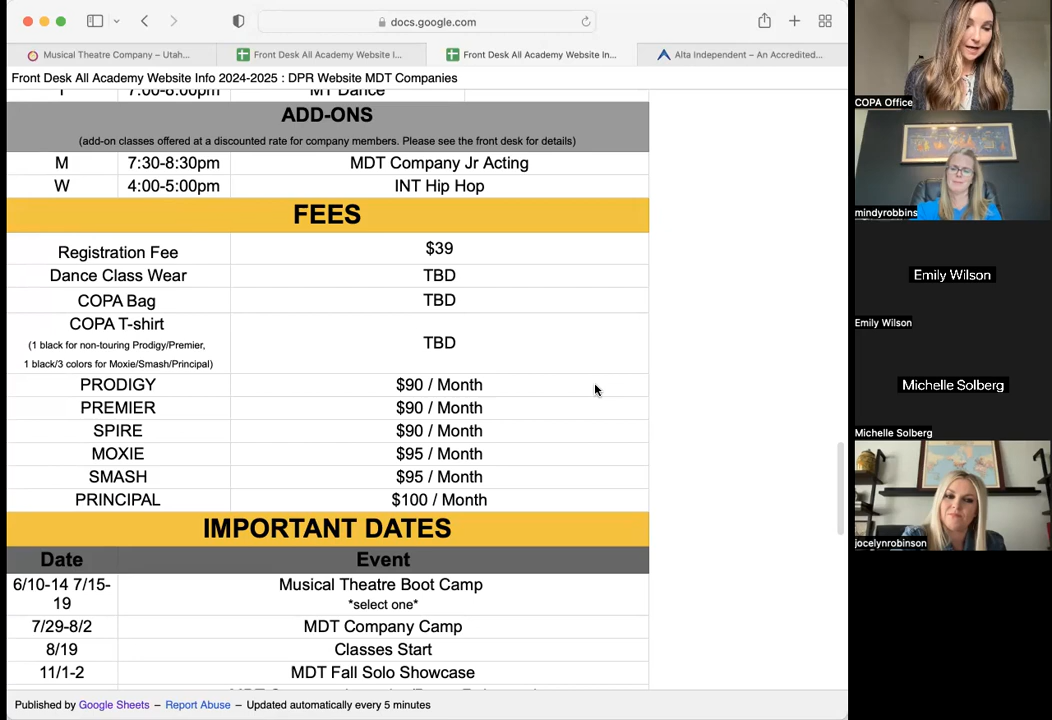 docs.google.com
Musical Theatre Company – Utah...
Front Desk All Academy Website I...
Front Desk All Academy Website In...
Alta Independent – An Accredited...
Front Desk All Academy Website Info 2024-2025 : DPR Website MDT Companies
7:00-8:00pm MT Dance
ADD-ONS
(add-on classes offered at a discounted rate for company members. Please see the front desk for details)
M 7:30-8:30pm MDT Company Jr Acting
W 4:00-5:00pm INT Hip Hop
FEES
Registration Fee $39
Dance Class Wear TBD
COPA Bag TBD
COPA T-shirt
(1 black for non-touring Prodigy/Premier,
1 black/3 colors for Moxie/Smash/Principal)
TBD
PRODIGY $90 / Month
PREMIER $90 / Month
SPIRE $90 / Month
MOXIE $95 / Month
SMASH $95 / Month
PRINCIPAL $100 / Month
IMPORTANT DATES
Date Event
6/10-14 7/15-
19
Musical Theatre Boot Camp
*select one*
7/29-8/2 MDT Company Camp
8/19 Classes Start
11/1-2 MDT Fall Solo Showcase
Published by Google Sheets – Report Abuse – Updated automatically every 5 minutes
COPA Office
mindyrobbins
Emily Wilson
Emily Wilson
Michelle Solberg
Michelle Solberg
jocelynrobinson